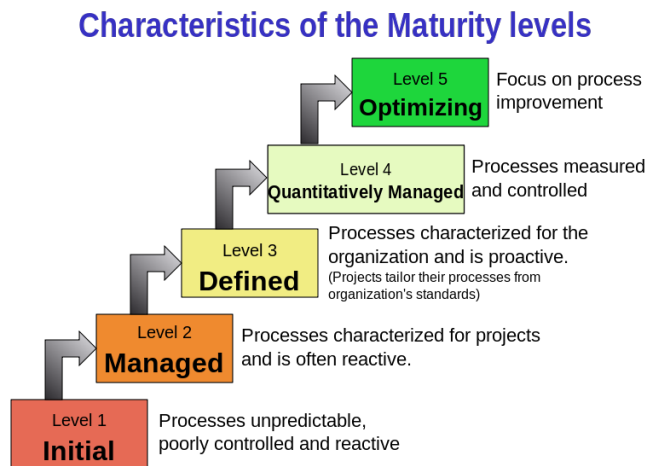 Characteristics of the Maturity levels
Level 5
Optimizing
Focus on process
improvement
Level 4
Quantitatively Managed
Processes measured
and controlled
Level 3
Defined
Processes characterized for the
organization and is proactive.
(Projects tailor their processes from
organization's standards)
Level 2
Managed
Processes characterized for projects
and is often reactive.
Level 1
Initial
Processes unpredictable,
poorly controlled and reactive